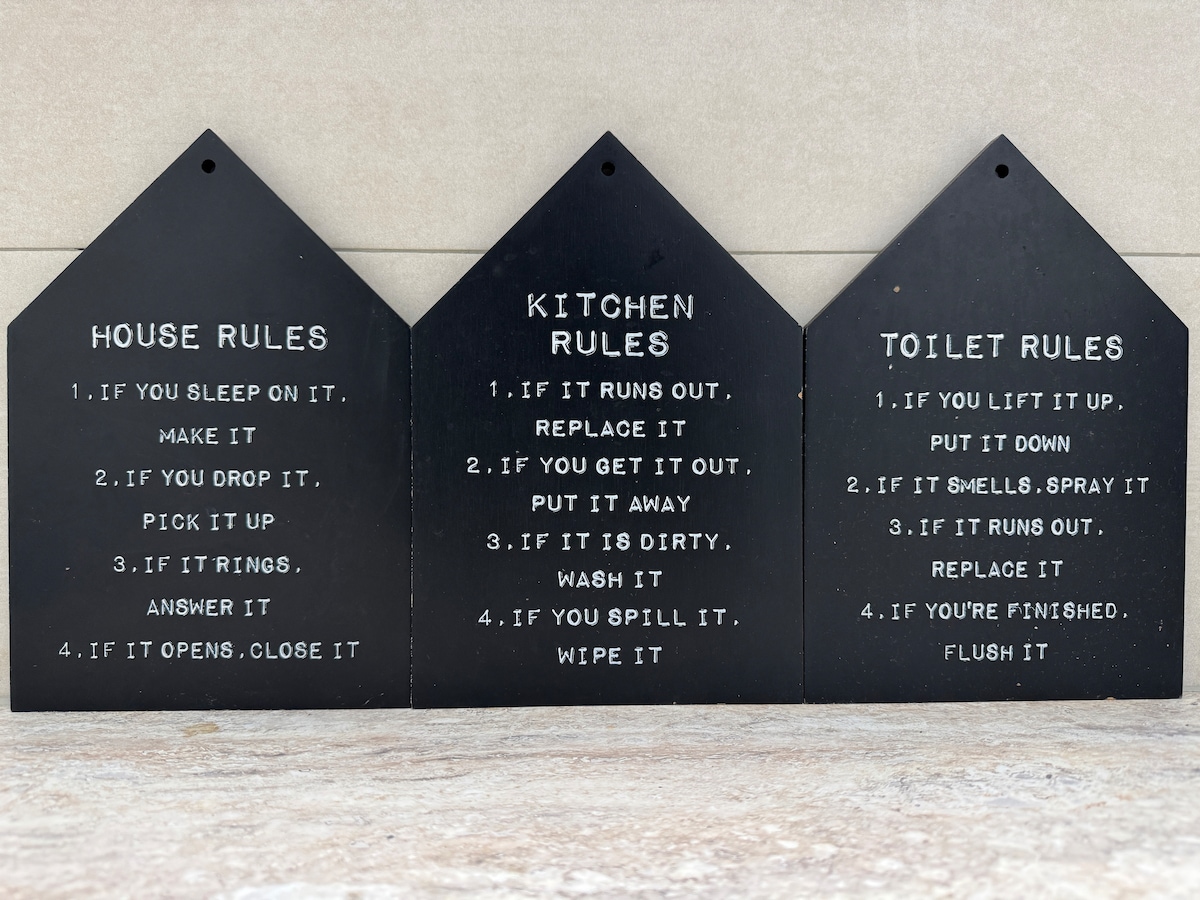 HOUSE RULES
1. IF YOU SLEEP ON IT,
MAKE IT
2. IF YOU DROP IT,
PICK IT UP
3. IF IT RINGS,
ANSWER IT
4. IF IT OPENS, CLOSE IT
KITCHEN
RULES
1. IF IT RUNS OUT,
REPLACE IT
2. IF YOU GET IT OUT,
PUT IT AWAY
3. IF IT IS DIRTY,
WASH IT
4. IF YOU SPILL IT,
WIPE IT
TOILET RULES
1. IF YOU LIFT IT UP,
PUT IT DOWN
2. IF IT SMELLS, SPRAY IT
3. IF IT RUNS OUT,
REPLACE IT
4. IF YOU'RE FINISHED,
FLUSH IT